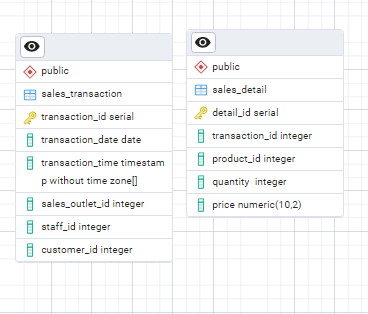 public
sales_transaction
transaction_id serial
transaction_date date
transaction_time timestam
p without time zone[]
sales_outlet_id integer
staff_id integer
customer_id integer
public
sales_detail
detail_id serial
transaction_id integer
product_id integer
quantity  integer
price numeric(10,2)